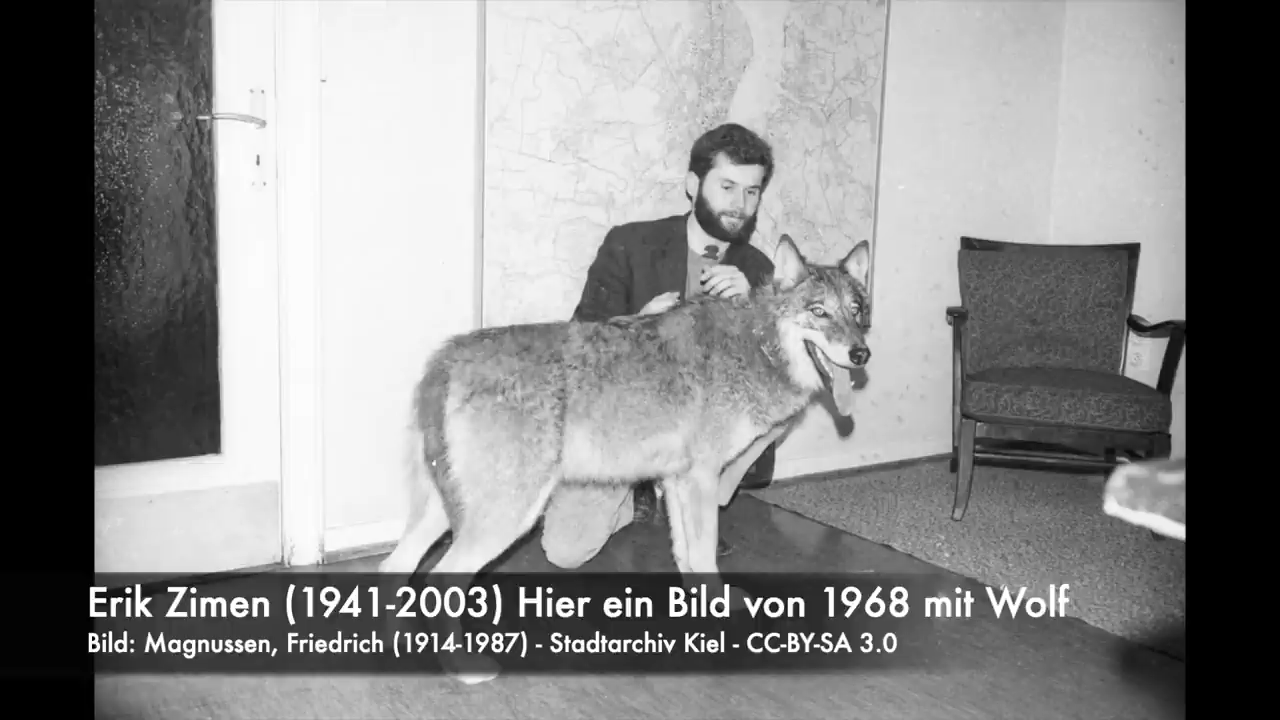 Erik Zimen (1941-2003) Hier ein Bild von 1968 mit Wolf
Bild: Magnussen, Friedrich (1914-1987) - Stadtarchiv Kiel - CC-BY-SA 3.0